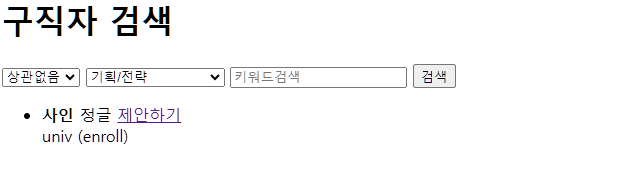 구직자 검색
상관없음 기획/전략 키워드검색 검색
사인 정글 제안하기
univ (enroll)